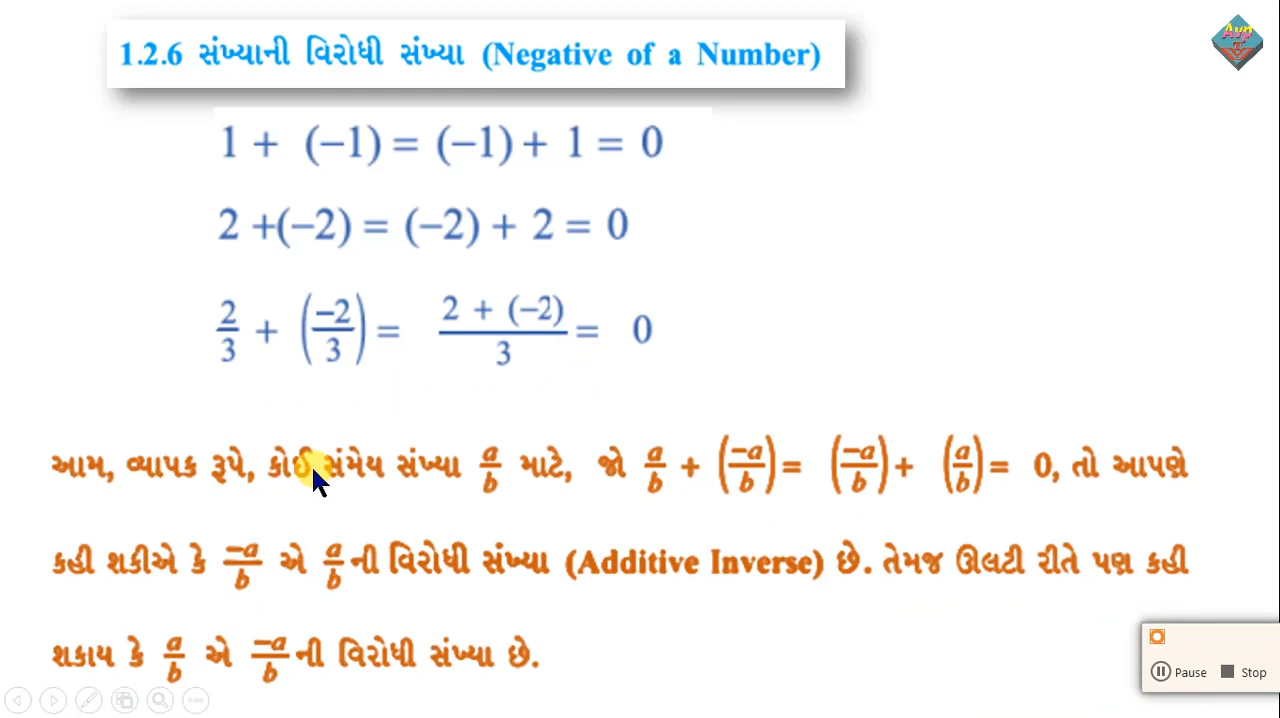 Avp
1.2.6 સંખ્યાની વિરોધી સંખ્યા (Negative of a Number)
1 + (−1) = (−1) + 1 = 0
2 +(−2) = (−2) + 2 = 0
2/3 + (−2/3) = (2 + (−2))/3 = 0
આમ, વ્યાપક રૂપે, કોઈ સંમેય સંખ્યા a/b માટે, જો a/b + (−a/b) = (−a/b) + (a/b) = 0, તો આપણે
કહી શકીએ કે −a/b એ a/b ની વિરોધી સંખ્યા (Additive Inverse) છે. તેમજ ઊલટી રીતે પણ કહી
શકાય કે a/b એ −a/b ની વિરોધી સંખ્યા છે.
Pause Stop